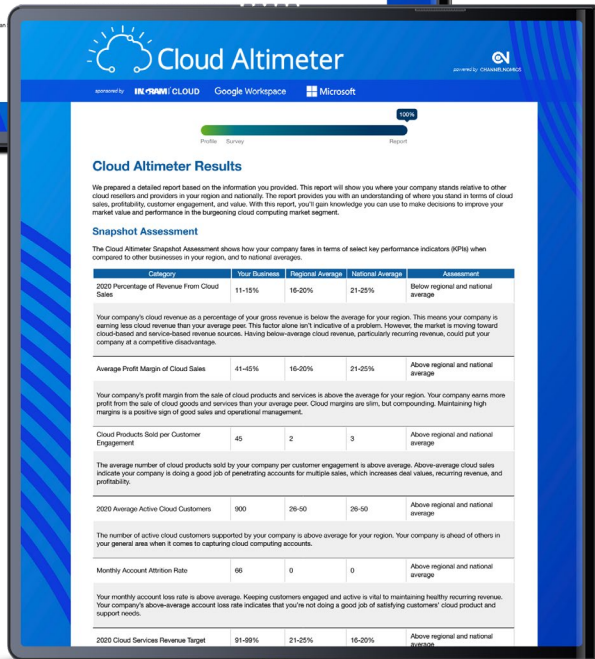 an
Cloud Altimeter
powered by CHANNELNOMICS
sponsored by INGRAM CLOUD Google Workspace Microsoft
100%
Profile Survey Report
Cloud Altimeter Results
We prepared a detailed report based on the information you provided. This report will show you where your company stands relative to other
cloud resellers and providers in your region and nationally. The report provides you with an understanding of where you stand in terms of cloud
sales, profitability, customer engagement, and value. With this report, you'll gain knowledge you can use to make decisions to improve your
market value and performance in the burgeoning cloud computing market segment.
Snapshot Assessment
The Cloud Altimeter Snapshot Assessment shows how your company fares in terms of select key performance indicators (KPIs) when
compared to other businesses in your region, and to national averages.
Category Your Business Regional Average National Average Assessment
2020 Percentage of Revenue From Cloud
Sales
11-15% 16-20% 21-25%
Below regional and national
average
Your company's cloud revenue as a percentage of your gross revenue is below the average for your region. This means your company is
earning less cloud revenue than your average peer. This factor alone isn't indicative of a problem. However, the market is moving toward
cloud-based and service-based revenue sources. Having below-average cloud revenue, particularly recurring revenue, could put your
company at a competitive disadvantage.
Average Profit Margin of Cloud Sales 41-45% 16-20% 21-25%
Above regional and national
average
Your company's profit margin from the sale of cloud products and services is above the average for your region. Your company earns more
profit from the sale of cloud goods and services than your average peer. Cloud margins are slim, but compounding. Maintaining high
margins is a positive sign of good sales and operational management.
Cloud Products Sold per Customer
Engagement
45 2 3
Above regional and national
average
The average number of cloud products sold by your company per customer engagement is above average. Above-average cloud sales
indicate your company is doing a good job of penetrating accounts for multiple sales, which increases deal values, recurring revenue, and
profitability.
2020 Average Active Cloud Customers 900 26-50 26-50
Above regional and national
average
The number of active cloud customers supported by your company is above average for your region. Your company is ahead of others in
your general area when it comes to capturing cloud computing accounts.
Monthly Account Attrition Rate 66 0 0
Above regional and national
average
Your monthly account loss rate is above average. Keeping customers engaged and active is vital to maintaining healthy recurring revenue.
Your company's above-average account loss rate indicates that you're not doing a good job of satisfying customers' cloud product and
support needs.
2020 Cloud Services Revenue Target 91-99% 21-25% 16-20%
Above regional and national
average